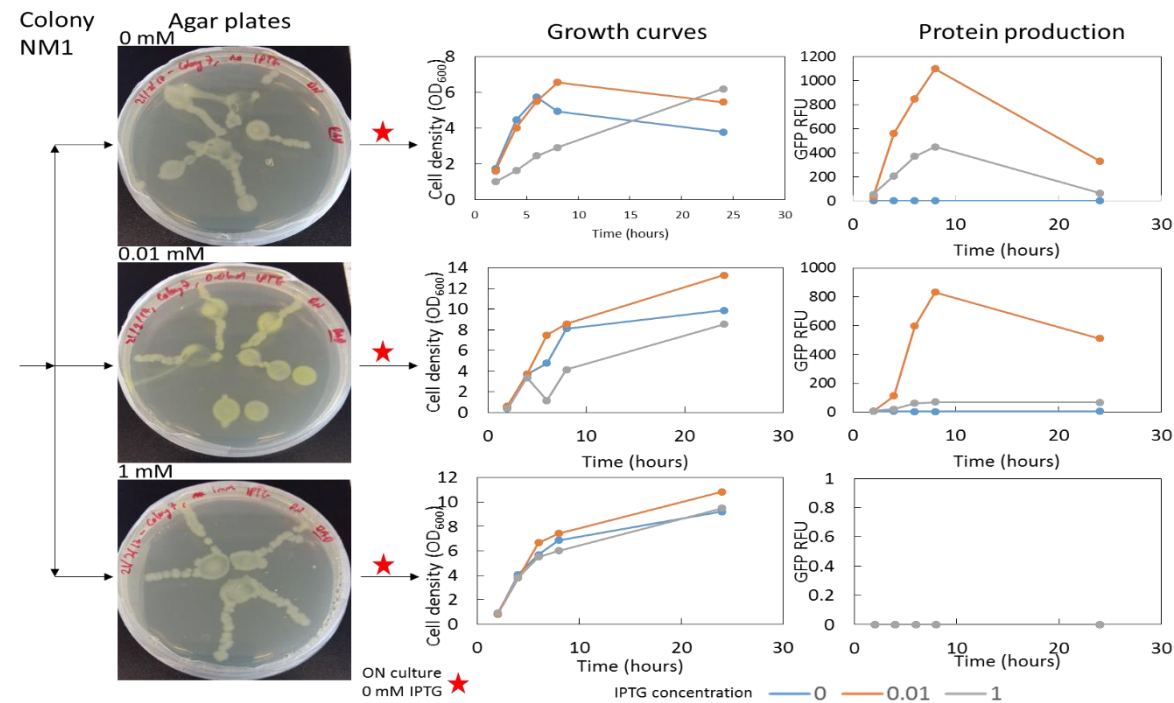 Colony
NM1
Agar plates
Growth curves
Protein production
0 mM
0.01 mM
1 mM
no IPTG
IPTG
IPTG
Cell density (OD600)
0
2
4
6
8
0
5
10
15
20
25
30
Time (hours)
GFP RFU
0
200
400
600
800
1000
1200
0
10
20
30
Time (hours)
Cell density (OD600)
0
2
4
6
8
10
12
14
0
10
20
30
Time (hours)
GFP RFU
0
200
400
600
800
1000
0
10
20
30
Time (hours)
Cell density (OD600)
0
2
4
6
8
10
12
0
10
20
30
Time (hours)
GFP RFU
0
0.2
0.4
0.6
0.8
1
0
10
20
30
Time (hours)
ON culture
0 mM IPTG
IPTG concentration
0
0.01
1